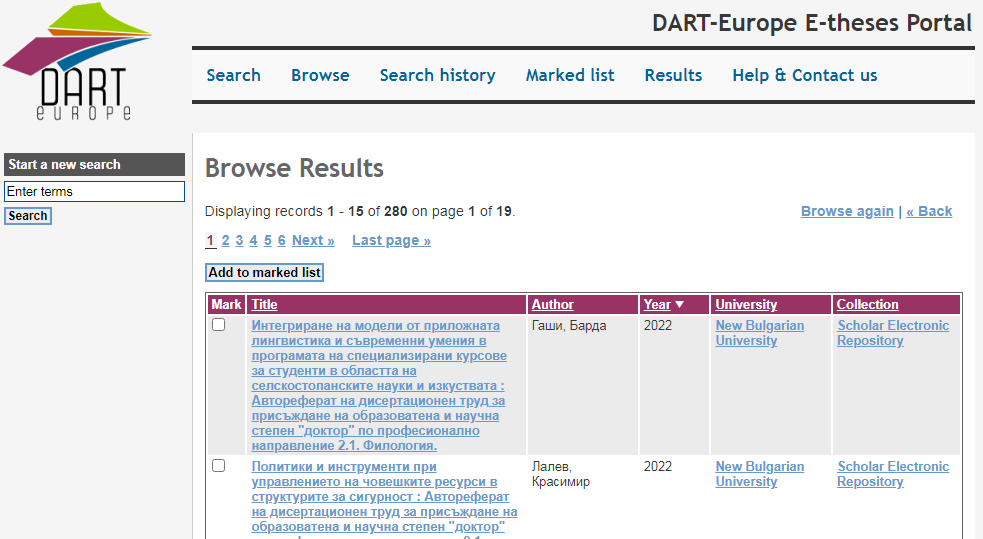 DART-Europe E-theses Portal
DART
europe
Search Browse Search history Marked list Results Help & Contact us
Start a new search
Enter terms
Search
Browse Results
Displaying records 1 - 15 of 280 on page 1 of 19.
Browse again | « Back
1 2 3 4 5 6 Next » Last page »
Add to marked list
Mark Title Author Year ▼ University Collection
Интегриране на модели от приложната
лингвистика и съвременни умения в
програмата на специализирани курсове
за студенти в областта на
селскостопанските науки и изкуствата :
Автореферат на дисертационен труд за
присъждане на образователна и научна
степен "доктор" по професионално
направление 2.1. Филология.
Гаши, Барда
2022
New Bulgarian
University
Scholar Electronic
Repository
Политики и инструменти при
управлението на човешките ресурси в
структурите за сигурност : Автореферат
на дисертационен труд за присъждане на
образователна и научна степен "доктор"
Лалев,
Красимир
2022
New Bulgarian
University
Scholar Electronic
Repository